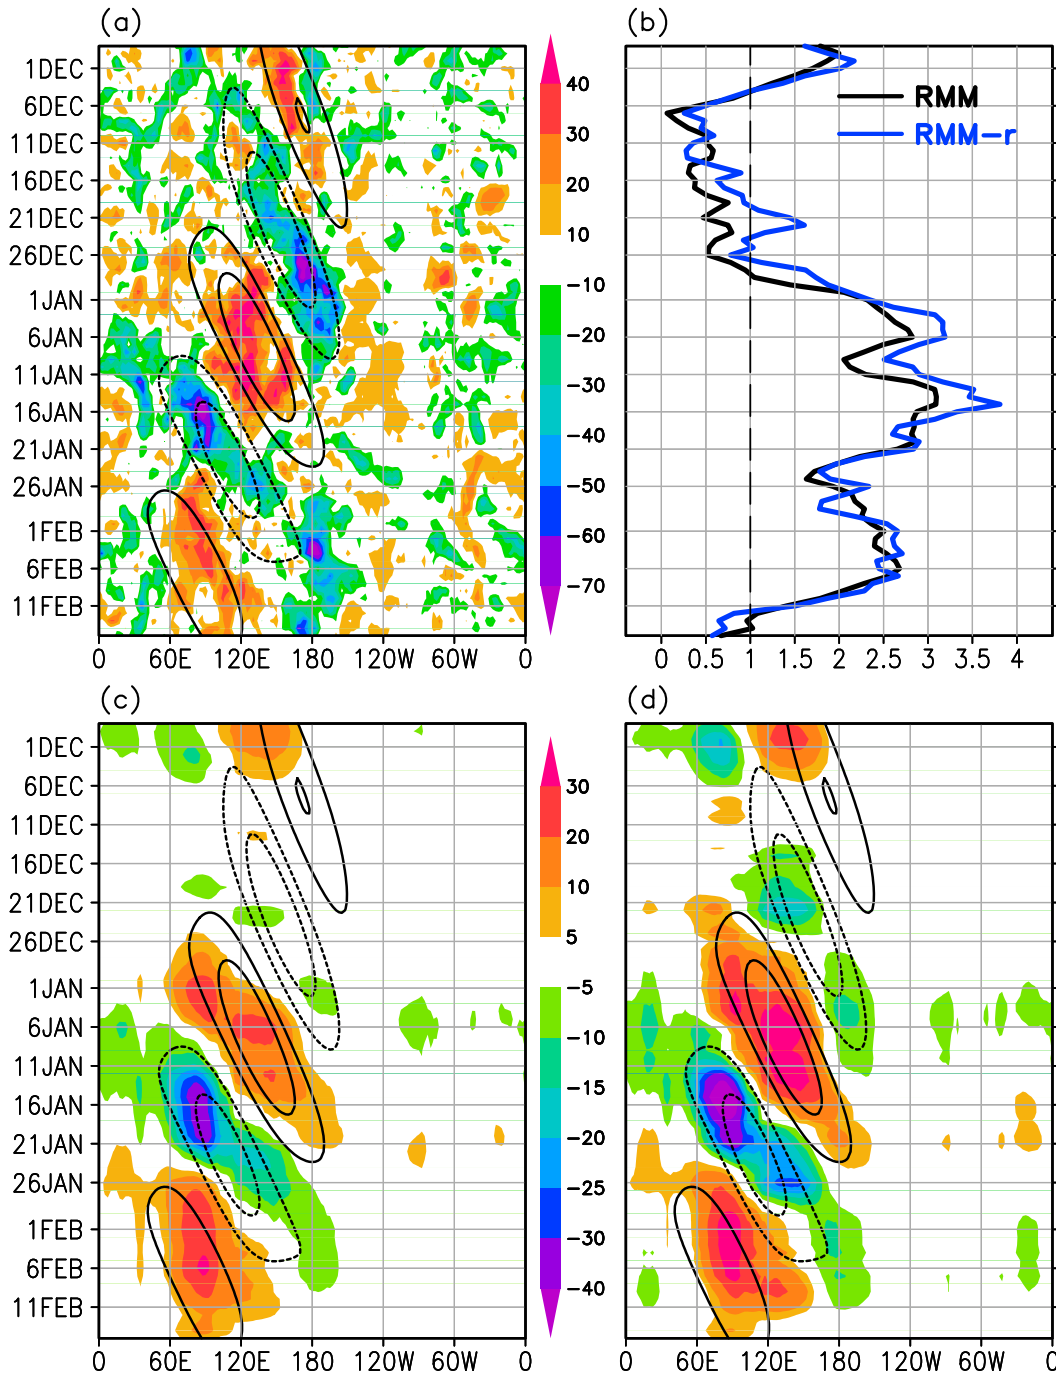 (a)
1DEC
6DEC
11DEC
16DEC
21DEC
26DEC
1JAN
6JAN
11JAN
16JAN
21JAN
26JAN
1FEB
6FEB
11FEB
0 60E 120E 180 120W 60W 0
40
30
20
10
-10
-20
-30
-40
-50
-60
-70
(b)
RMM
RMM-r
0 0.5 1 1.5 2 2.5 3 3.5 4
(c)
1DEC
6DEC
11DEC
16DEC
21DEC
26DEC
1JAN
6JAN
11JAN
16JAN
21JAN
26JAN
1FEB
6FEB
11FEB
0 60E 120E 180 120W 60W 0
30
20
10
5
-5
-10
-15
-20
-25
-30
-40
(d)
0 60E 120E 180 120W 60W 0